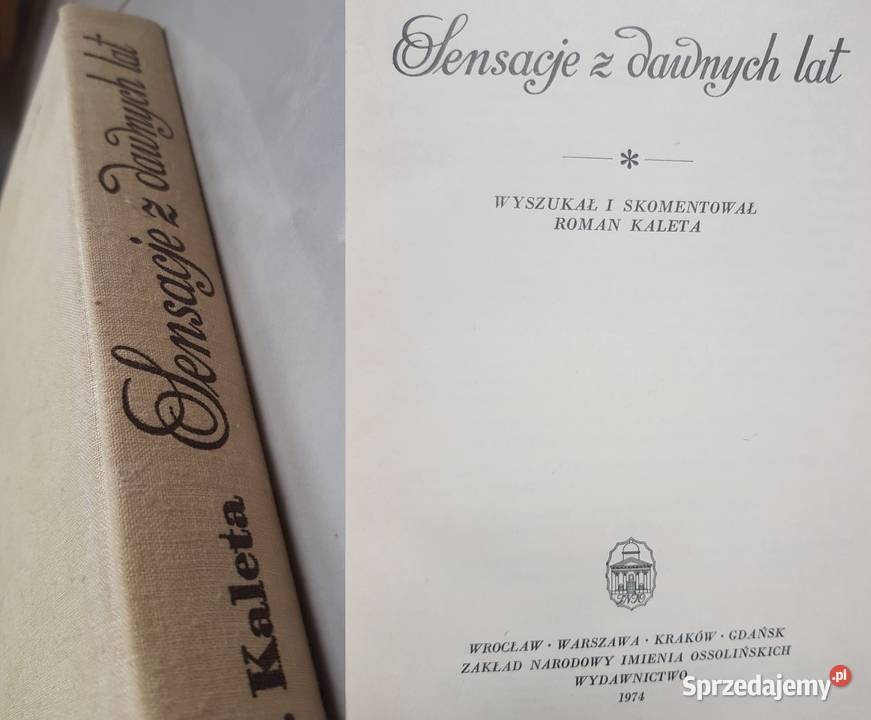 Sensacje z dawnych lat
. Kaleta
Sensacje z dawnych lat
*
WYSZUKAŁ I SKOMENTOWAŁ
ROMAN KALETA
WROCŁAW · WARSZAWA · KRAKÓW · GDAŃSK
ZAKŁAD NARODOWY IMIENIA OSSOLIŃSKICH
WYDAWNICTWO
1974
Sprzedajemy.pl